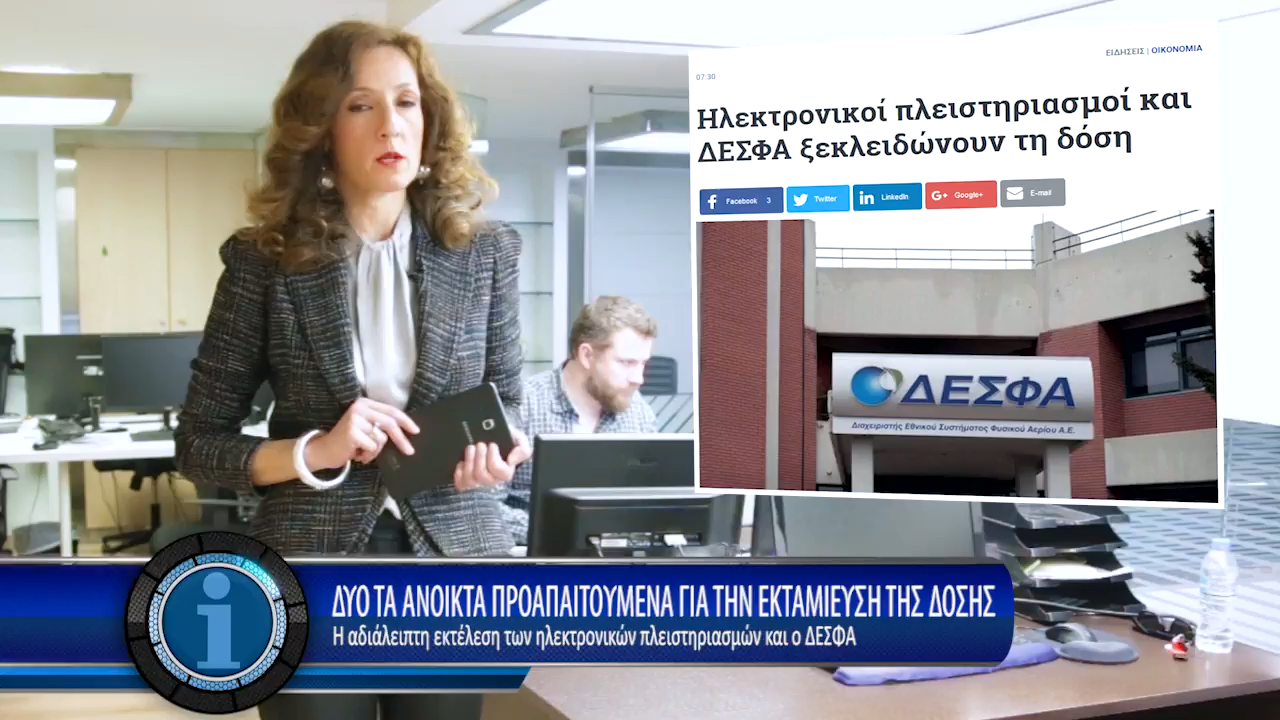 ΕΙΔΗΣΕΙΣ | ΟΙΚΟΝΟΜΙΑ
07:30
Ηλεκτρονικοί πλειστηριασμοί και
ΔΕΣΦΑ ξεκλειδώνουν τη δόση
Facebook 3
Twitter
LinkedIn
Google+
E-mail
ΔΕΣΦΑ
Διαχειριστής Εθνικού Συστήματος Φυσικού Αερίου Α.Ε.
SAMSUNG
ΔΥΟ ΤΑ ΑΝΟΙΚΤΑ ΠΡΟΑΠΑΙΤΟΥΜΕΝΑ ΓΙΑ ΤΗΝ ΕΚΤΑΜΙΕΥΣΗ ΤΗΣ ΔΟΣΗΣ
Η αδιάλειπτη εκτέλεση των ηλεκτρονικών πλειστηριασμών και ο ΔΕΣΦΑ